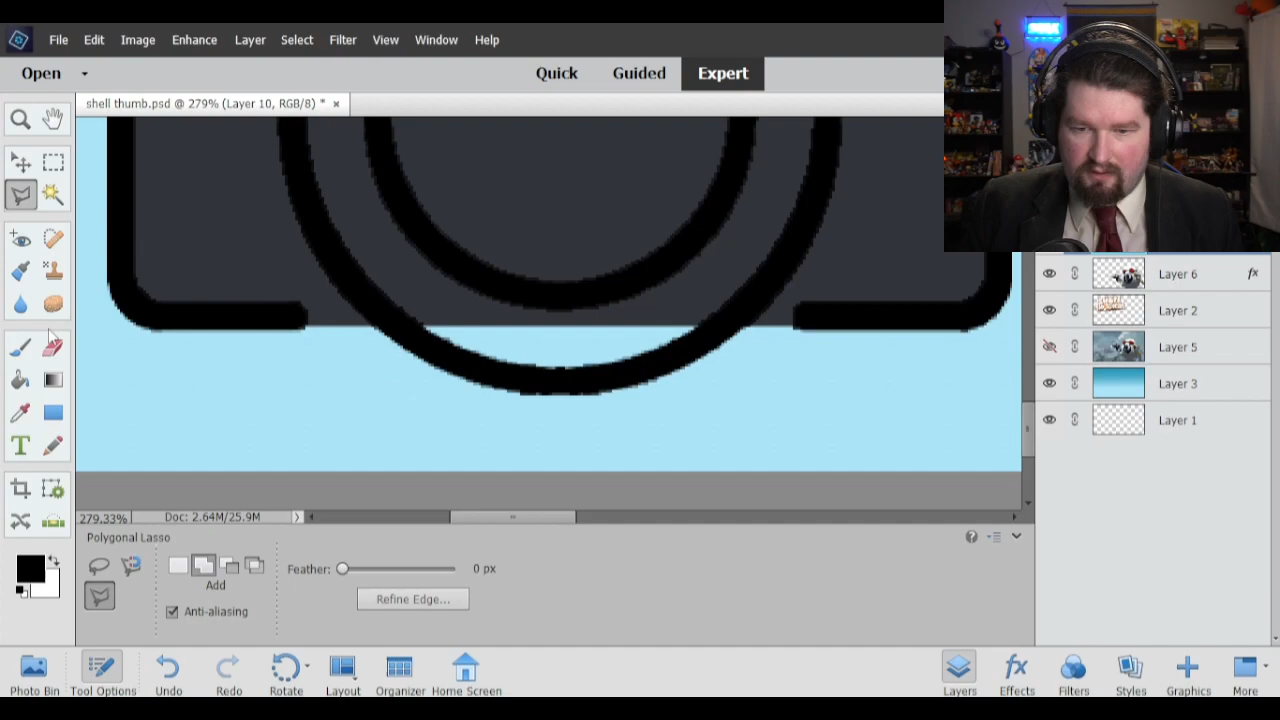 File Edit Image Enhance Layer Select Filter View Window Help
Open Quick Guided Expert
shell thumb.psd @ 279% (Layer 10, RGB/8) * ×
Layer 6 fx
Layer 2
Layer 5
Layer 3
Layer 1
279.33% Doc: 2.64M/25.9M
Polygonal Lasso
Add
Feather: 0 px
Refine Edge...
Anti-aliasing
Photo Bin Tool Options Undo Redo Rotate Layout Organizer Home Screen Layers Effects Filters Styles Graphics More